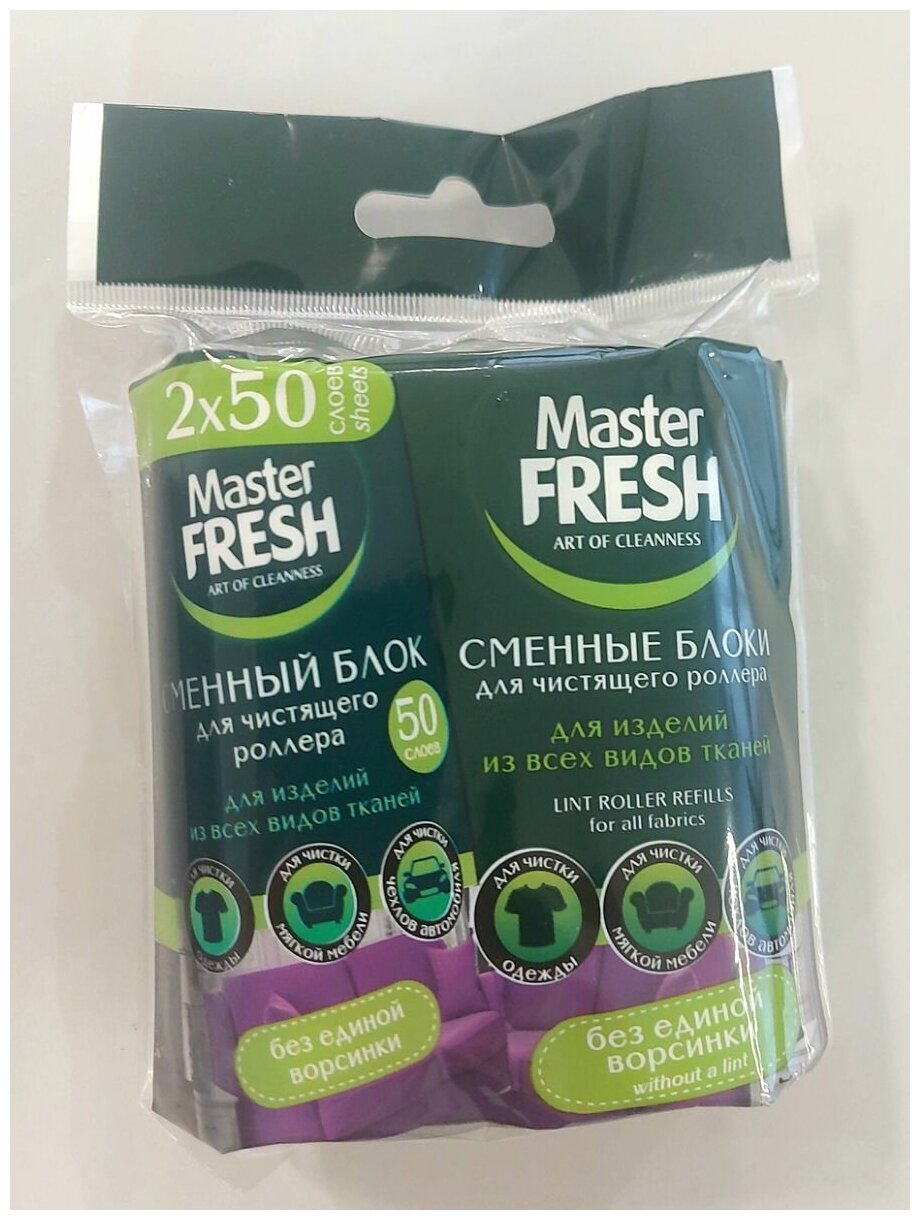 2x50
слоев
sheets
Master
FRESH
ART OF CLEANNESS
СМЕННЫЙ БЛОК
для чистящего
роллера
50
слоев
для изделий
из всех видов тканей
для чистки
одежды
для чистки
мягкой мебели
для чистки
чехлов автомобиля
без единой
ворсинки
Master
FRESH
ART OF CLEANNESS
СМЕННЫЕ БЛОКИ
для чистящего роллера
для изделий
из всех видов тканей
LINT ROLLER REFILLS
for all fabrics
для чистки
одежды
для чистки
мягкой мебели
для чистки
без единой
ворсинки
without a lint